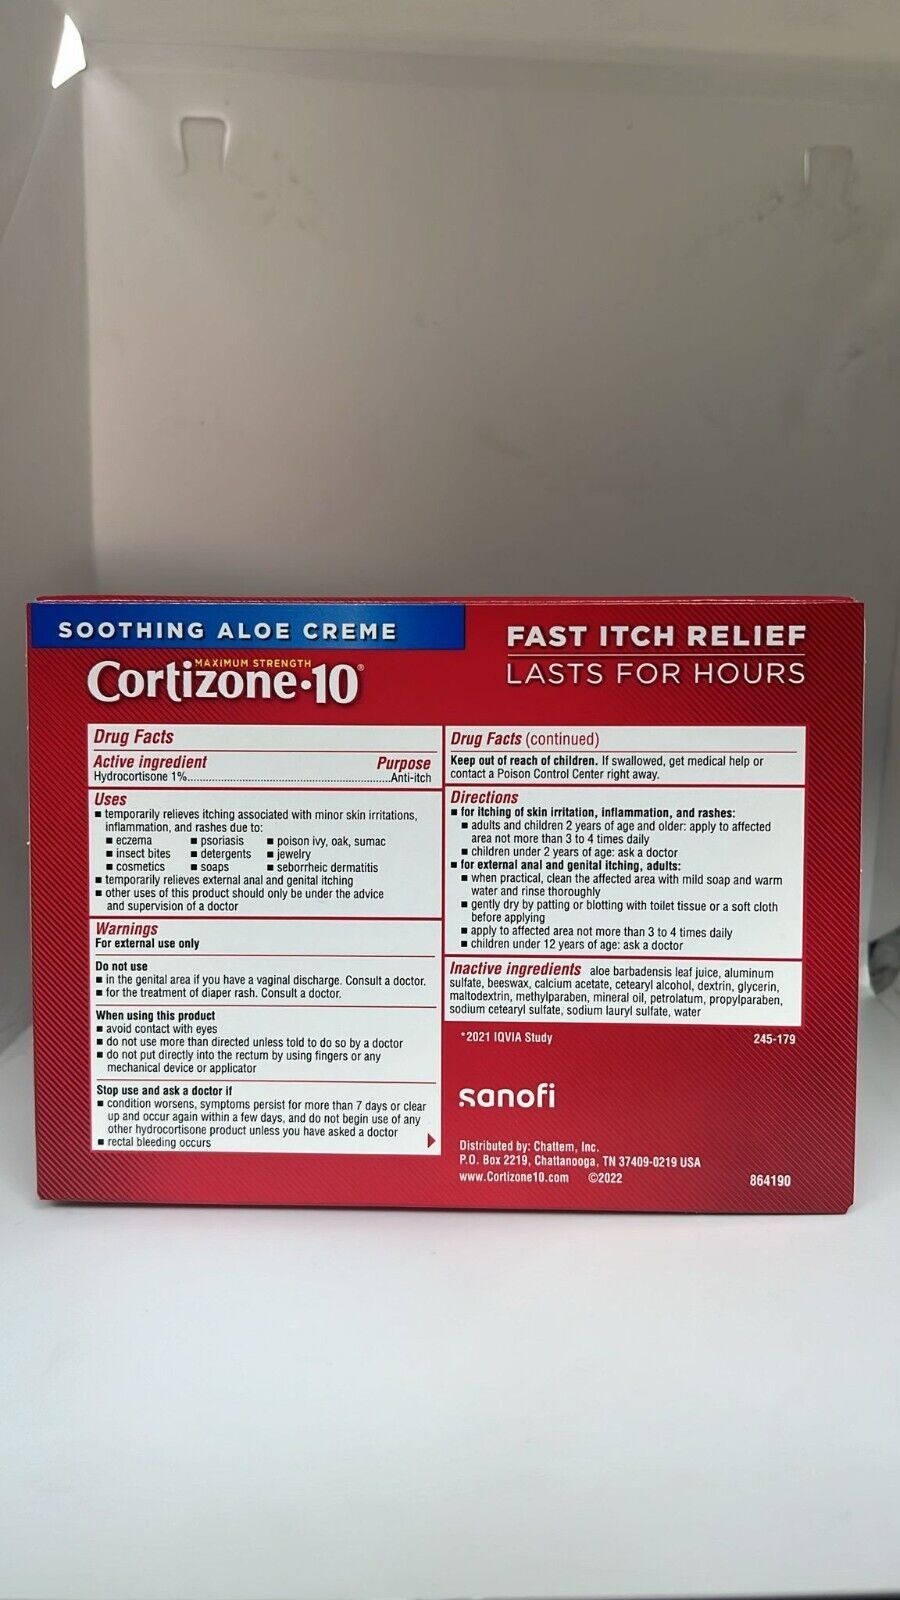 SOOTHING ALOE CREME
MAXIMUM STRENGTH
Cortizone•10®
FAST ITCH RELIEF
LASTS FOR HOURS
Drug Facts
Active ingredient Purpose
Hydrocortisone 1%..........................................Anti-itch
Uses
■ temporarily relieves itching associated with minor skin irritations,
inflammation, and rashes due to:
■ eczema ■ psoriasis ■ poison ivy, oak, sumac
■ insect bites ■ detergents ■ jewelry
■ cosmetics ■ soaps ■ seborrheic dermatitis
■ temporarily relieves external anal and genital itching
■ other uses of this product should only be under the advice
and supervision of a doctor
Warnings
For external use only
Do not use
■ in the genital area if you have a vaginal discharge. Consult a doctor.
■ for the treatment of diaper rash. Consult a doctor.
When using this product
■ avoid contact with eyes
■ do not use more than directed unless told to do so by a doctor
■ do not put directly into the rectum by using fingers or any
mechanical device or applicator
Stop use and ask a doctor if
■ condition worsens, symptoms persist for more than 7 days or clear
up and occur again within a few days, and do not begin use of any
other hydrocortisone product unless you have asked a doctor
■ rectal bleeding occurs
Drug Facts (continued)
Keep out of reach of children. If swallowed, get medical help or
contact a Poison Control Center right away.
Directions
■ for itching of skin irritation, inflammation, and rashes:
■ adults and children 2 years of age and older: apply to affected
area not more than 3 to 4 times daily
■ children under 2 years of age: ask a doctor
■ for external anal and genital itching, adults:
■ when practical, clean the affected area with mild soap and warm
water and rinse thoroughly
■ gently dry by patting or blotting with toilet tissue or a soft cloth
before applying
■ apply to affected area not more than 3 to 4 times daily
■ children under 12 years of age: ask a doctor
Inactive ingredients aloe barbadensis leaf juice, aluminum
sulfate, beeswax, calcium acetate, cetearyl alcohol, dextrin, glycerin,
maltodextrin, methylparaben, mineral oil, petrolatum, propylparaben,
sodium cetearyl sulfate, sodium lauryl sulfate, water
*2021 IQVIA Study 245-179
sanofi
Distributed by: Chattem, Inc.
P.O. Box 2219, Chattanooga, TN 37409-0219 USA
www.Cortizone10.com ©2022 864190